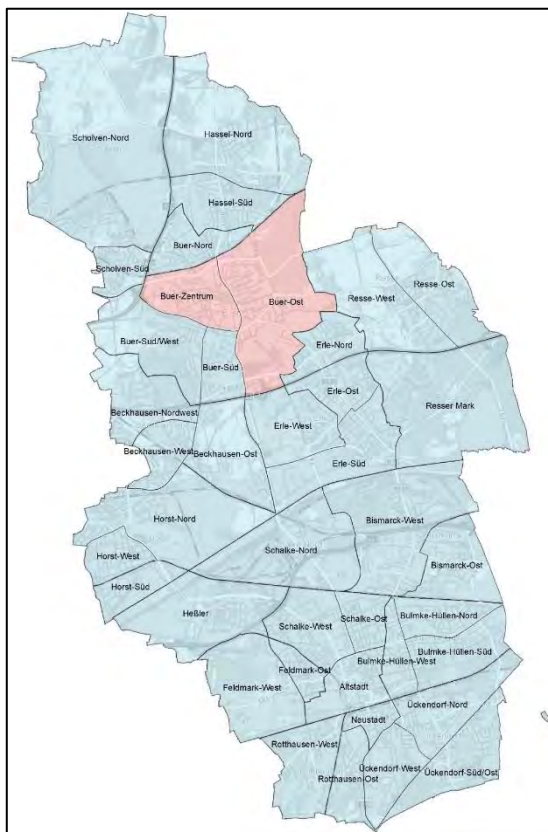 Scholven-Nord
Hassel-Nord
Hassel-Süd
Buer-Nord
Scholven-Süd
Resse-Ost
Buer-Zentrum
Buer-Ost
Resse-West
Buer-Süd/West
Erle-Nord
Buer-Süd
Erle-Ost
Resser Mark
Beckhausen-Nordwest
Erle-West
Beckhausen-West
Beckhausen-Ost
Erle-Süd
Horst-Nord
Bismarck-West
Horst-West
Schalke-Nord
Bismarck-Ost
Horst-Süd
Heßler
Bulmke-Hüllen-Nord
Schalke-Ost
Schalke-West
Bulmke-Hüllen-Süd
Bulmke-Hüllen-West
Feldmark-Ost
Feldmark-West
Altstadt
Ückendorf-Nord
Neustadt
Rotthausen-West
Ückendorf-West
Ückendorf-Süd/Ost
Rotthausen-Ost